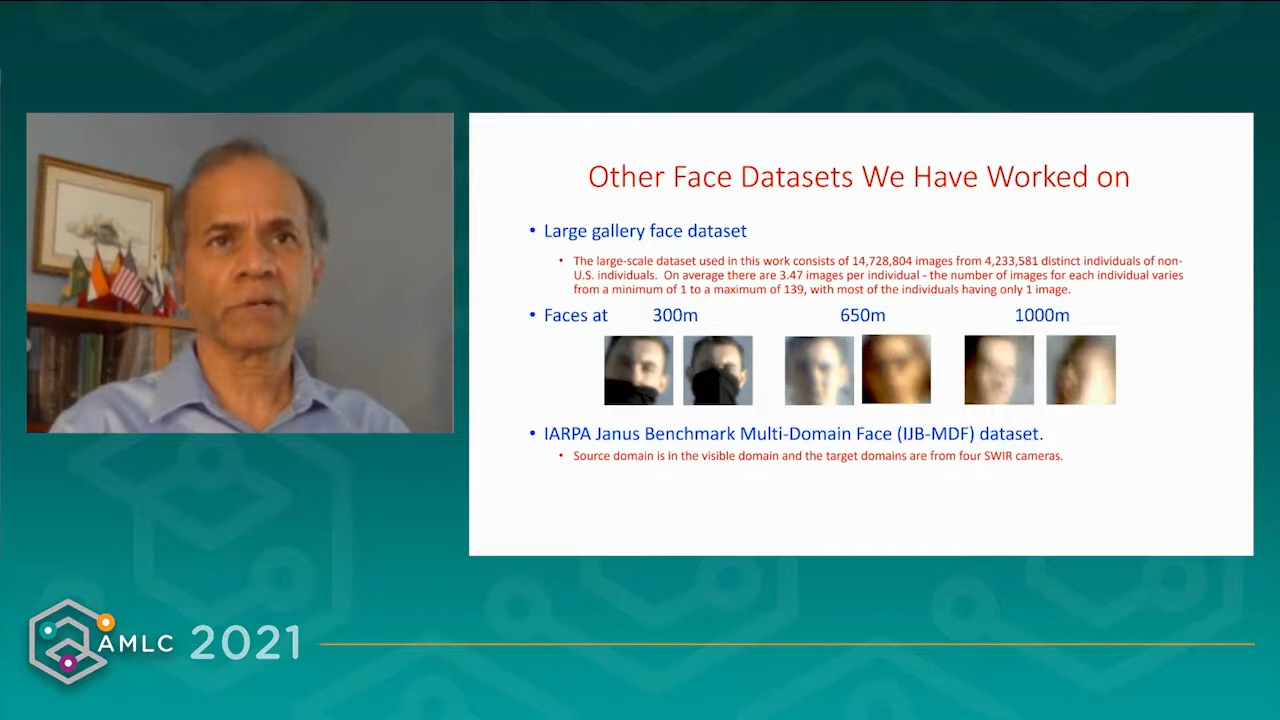 Other Face Datasets We Have Worked on
• Large gallery face dataset
• The large-scale dataset used in this work consists of 14,728,804 images from 4,233,581 distinct individuals of non-
U.S. individuals. On average there are 3.47 images per individual - the number of images for each individual varies
from a minimum of 1 to a maximum of 139, with most of the individuals having only 1 image.
• Faces at 300m 650m 1000m
• IARPA Janus Benchmark Multi-Domain Face (IJB-MDF) dataset.
• Source domain is in the visible domain and the target domains are from four SWIR cameras.
AMLC 2021